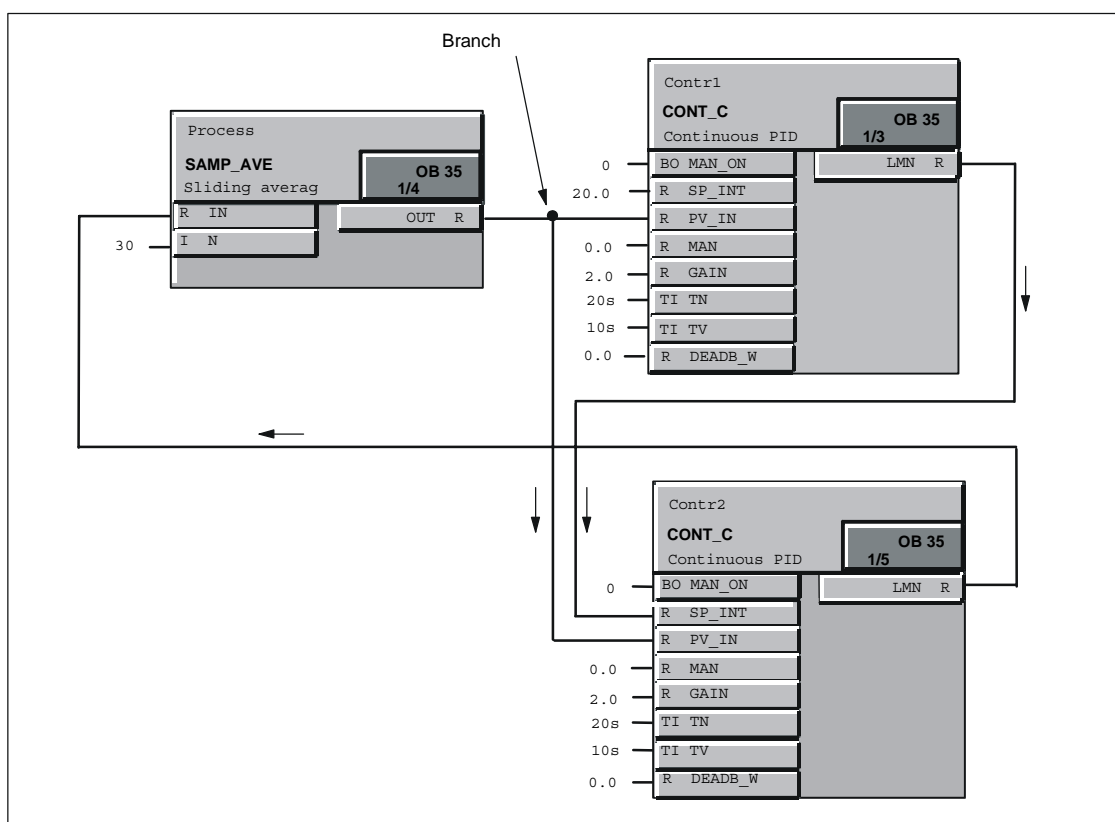 Branch
Process
SAMP_AVE
Sliding averag
OB 35
1/4
R IN
OUT R
30
I N
Contr1
CONT_C
Continuous PID
OB 35
1/3
0
BO MAN_ON
LMN R
20.0
R SP_INT
R PV_IN
0.0
R MAN
2.0
R GAIN
20s
TI TN
10s
TI TV
0.0
R DEADB_W
Contr2
CONT_C
Continuous PID
OB 35
1/5
0
BO MAN_ON
LMN R
R SP_INT
R PV_IN
0.0
R MAN
2.0
R GAIN
20s
TI TN
10s
TI TV
0.0
R DEADB_W